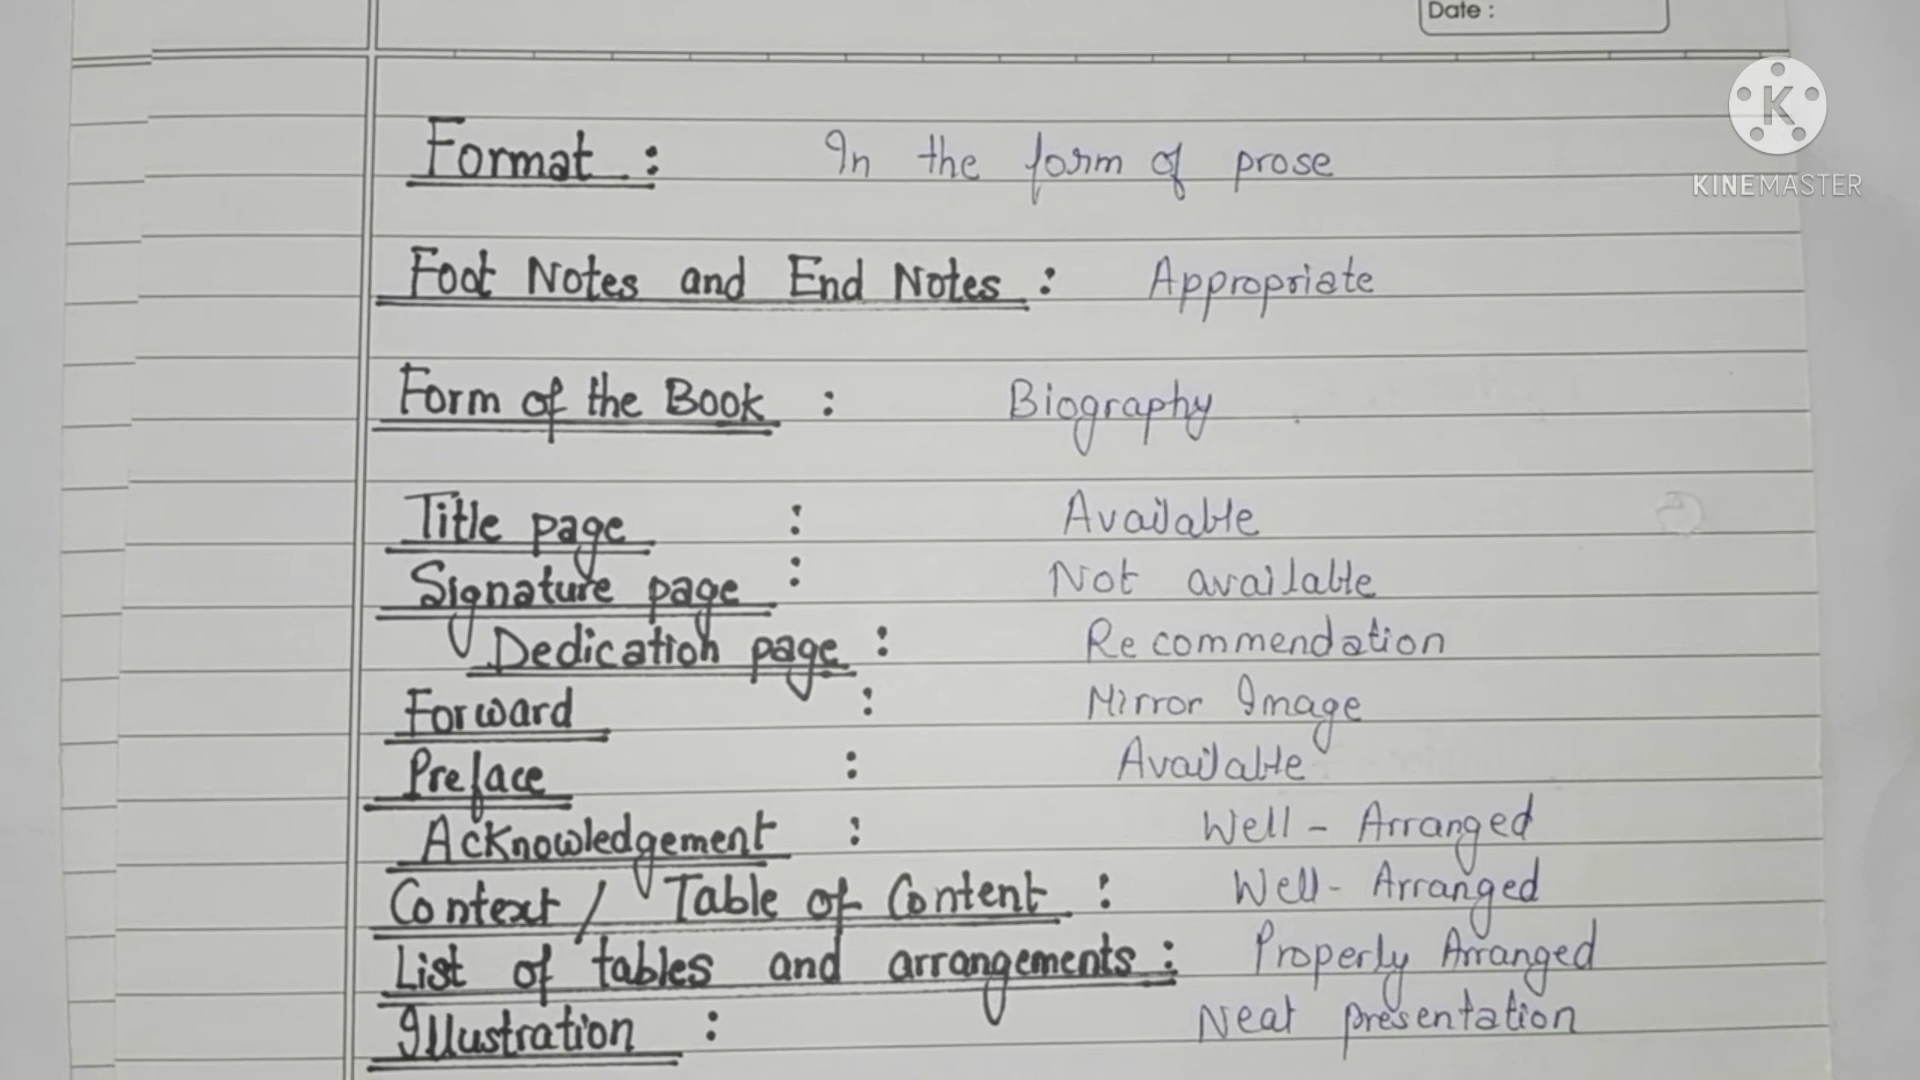 Date :
K
KINEMASTER
Format : In the form of prose
Foot Notes and End Notes : Appropriate
Form of the Book : Biography
Title page : Available
Signature page : Not available
Dedication page : Recommendation
Forward : Mirror Image
Preface : Available
Acknowledgement : Well - Arranged
Context / Table of Content : Well - Arranged
List of tables and arrangements : Properly Arranged
Illustration : Neat presentation